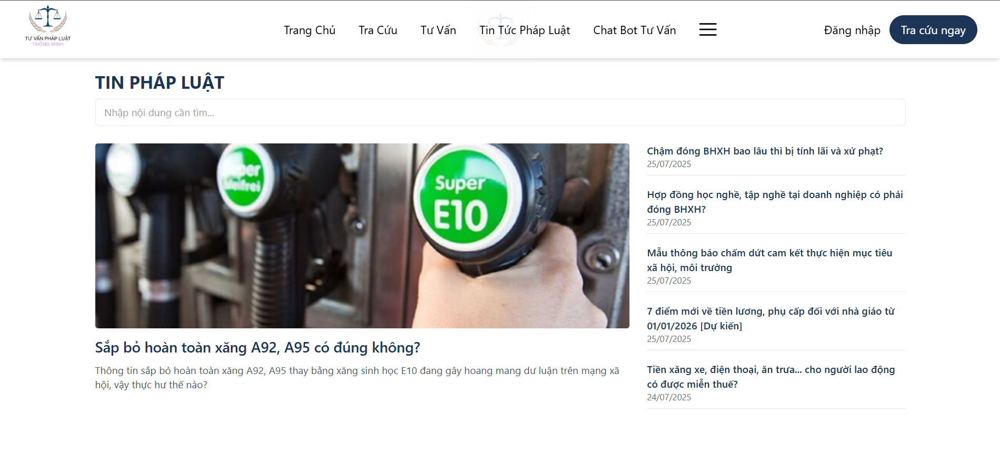 TƯ VẤN PHÁP LUẬT
THÔNG MINH
Trang Chủ
Tra Cứu
Tư Vấn
Tin Tức Pháp Luật
Chat Bot Tư Vấn
Đăng nhập
Tra cứu ngay
TIN PHÁP LUẬT
Nhập nội dung cần tìm...
Super
bleifrei
Super
E10
Sắp bỏ hoàn toàn xăng A92, A95 có đúng không?
Thông tin sắp bỏ hoàn toàn xăng A92, A95 thay bằng xăng sinh học E10 đang gây hoang mang dư luận trên mạng xã
hội, vậy thực hư thế nào?
Chậm đóng BHXH bao lâu thì bị tính lãi và xử phạt?
25/07/2025
Hợp đồng học nghề, tập nghề tại doanh nghiệp có phải
đóng BHXH?
25/07/2025
Mẫu thông báo chấm dứt cam kết thực hiện mục tiêu
xã hội, môi trường
25/07/2025
7 điểm mới về tiền lương, phụ cấp đối với nhà giáo từ
01/01/2026 [Dự kiến]
25/07/2025
Tiền xăng xe, điện thoại, ăn trưa... cho người lao động
có được miễn thuế?
24/07/2025